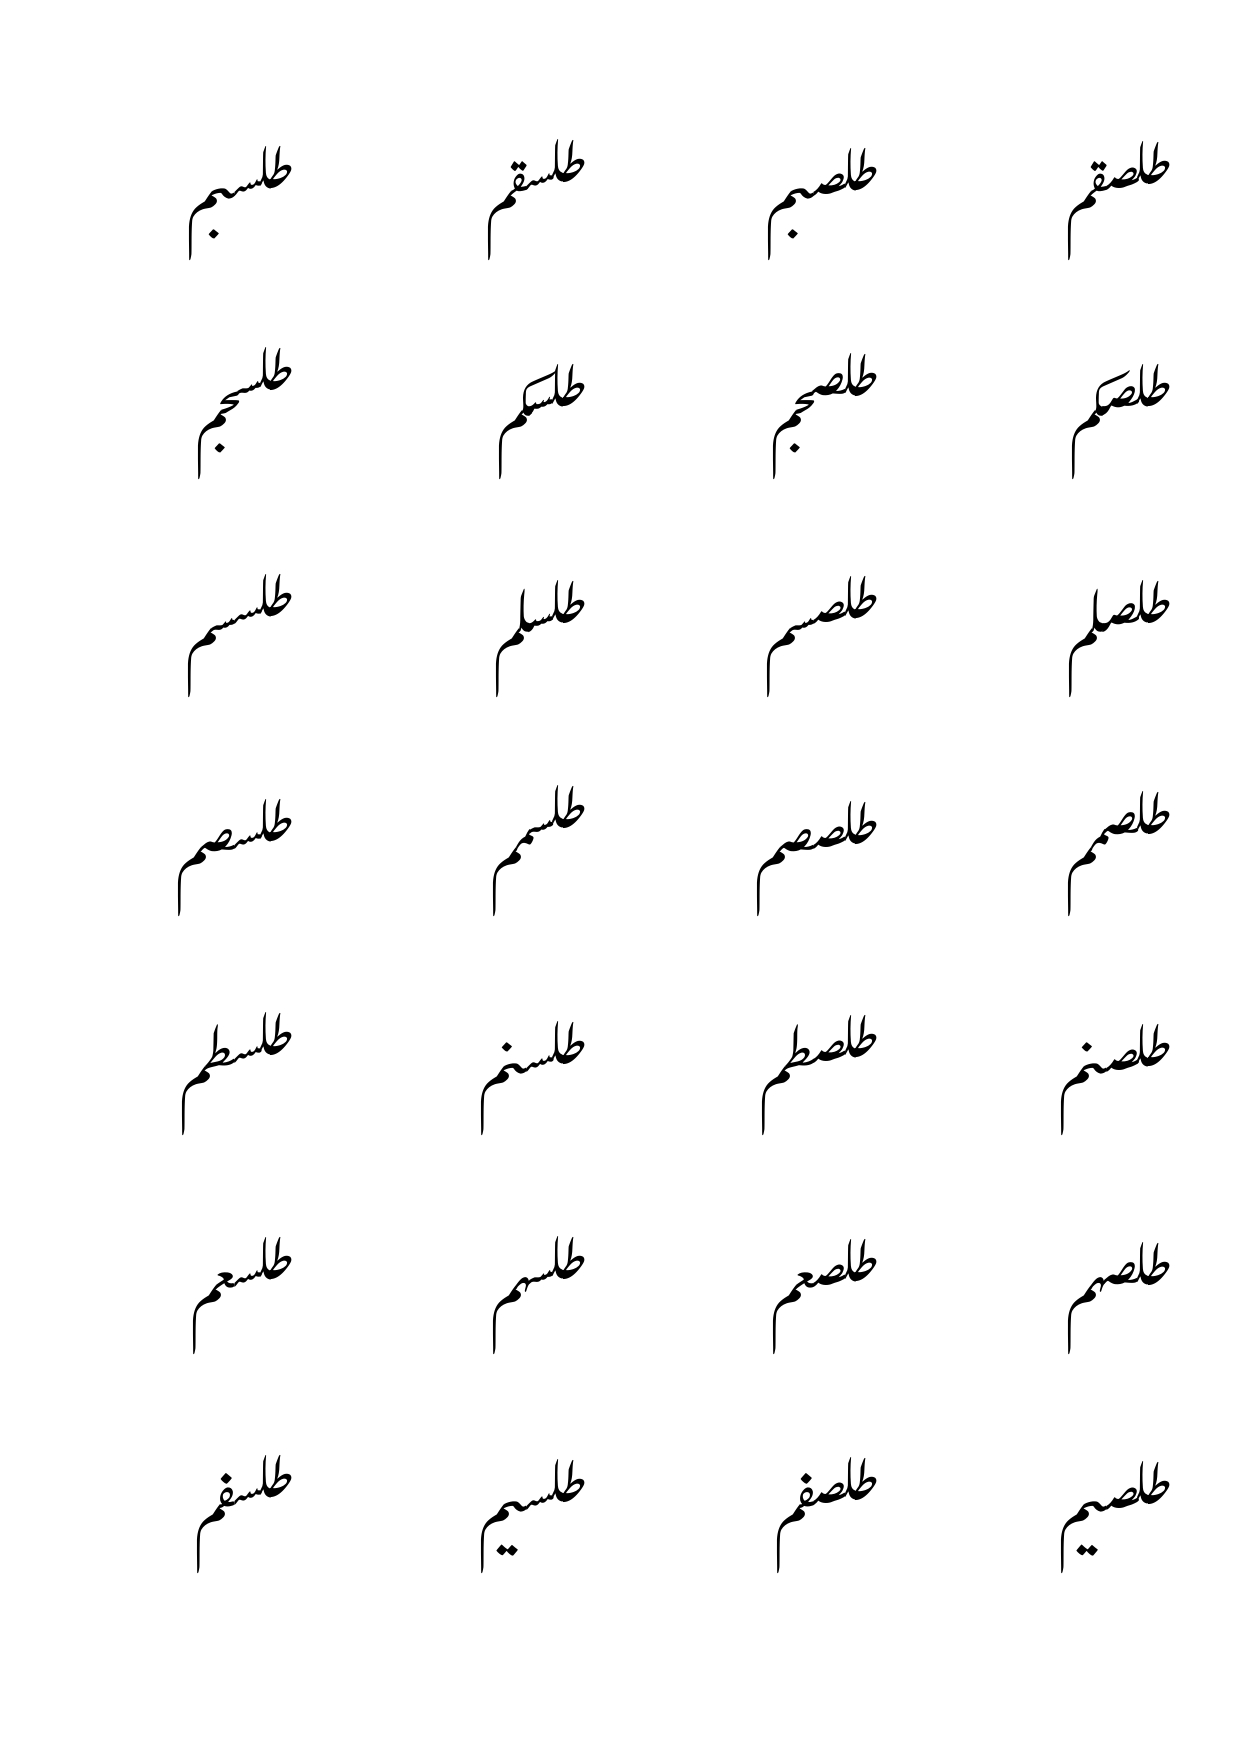 طلصقم طلصبم طلسقم طلسبم
طلصكم طلصجم طلسكم طلسجم
طلصلم طلصسم طلسلم طلسسم
طلصمم طلصصم طلسمم طلسصم
طلصنم طلصطم طلسنم طلسطم
طلصهم طلصعم طلسهم طلسعم
طلصيم طلصفم طلسيم طلسفم